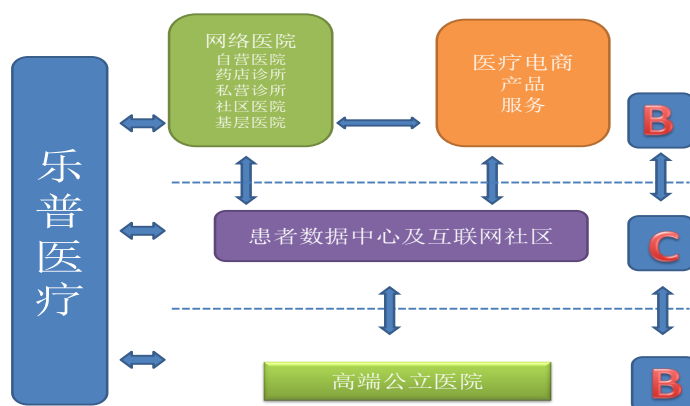 乐普医疗
网络医院
自营医院
药店诊所
私营诊所
社区医院
基层医院
医疗电商
产品
服务
B
患者数据中心及互联网社区
C
高端公立医院
B